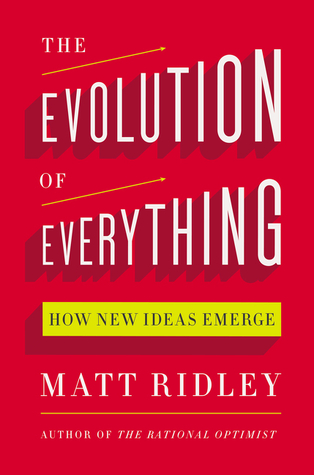 THE
EVOLUTION
OF
EVERYTHING
HOW NEW IDEAS EMERGE
MATT RIDLEY
AUTHOR OF THE RATIONAL OPTIMIST